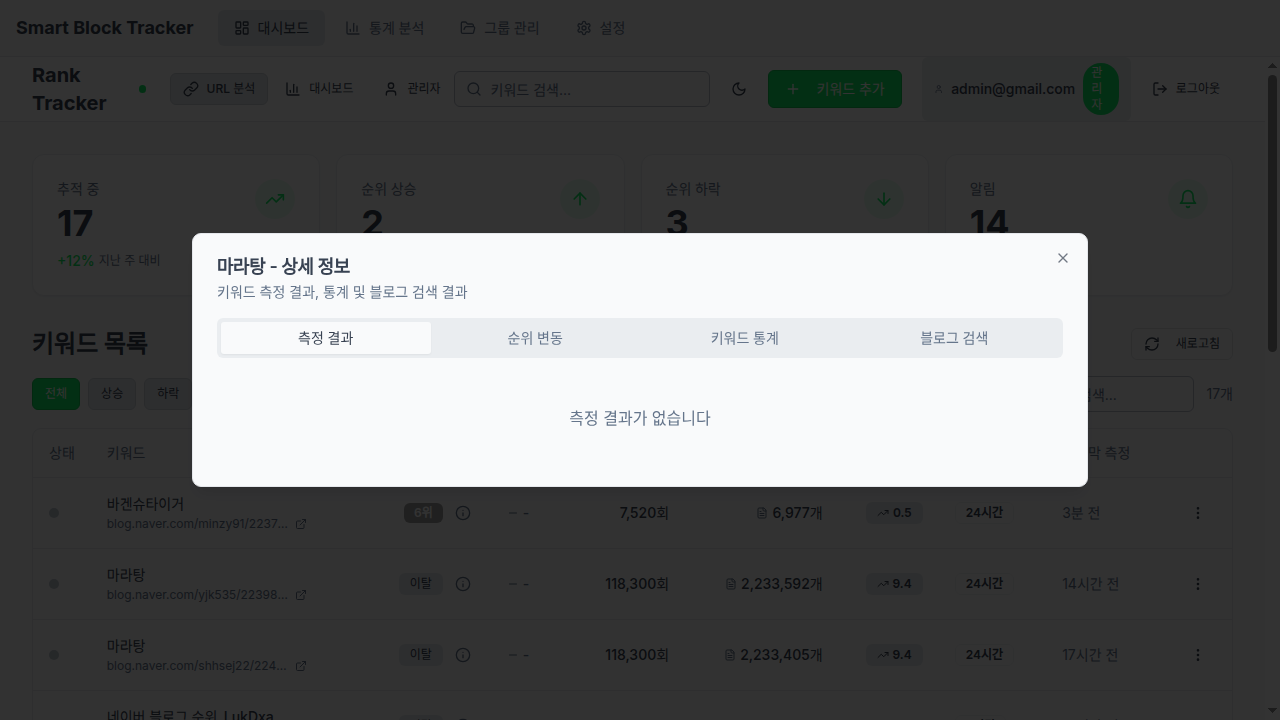 Smart Block Tracker
대시보드
통계 분석
그룹 관리
설정
Rank
Tracker
URL 분석
대시보드
관리자
키워드 검색...
키워드 추가
admin@gmail.com
관
리
자
로그아웃
추적 중
17
+12% 지난 주 대비
순위 상승
2
순위 하락
3
알림
14
마라탕 - 상세 정보
키워드 측정 결과, 통계 및 블로그 검색 결과
측정 결과
순위 변동
키워드 통계
블로그 검색
측정 결과가 없습니다
키워드 목록
새로고침
전체
상승
하락
색...
17개
상태
키워드
막 측정
바겐슈타이거
blog.naver.com/minzy91/2237...
6위
-
7,520회
6,977개
0.5
24시간
3분 전
마라탕
blog.naver.com/yjk535/22398...
이탈
-
118,300회
2,233,592개
9.4
24시간
14시간 전
마라탕
blog.naver.com/shhsej22/224...
이탈
-
118,300회
2,233,405개
9.4
24시간
17시간 전
네이버 블로그 순위_LukDxa